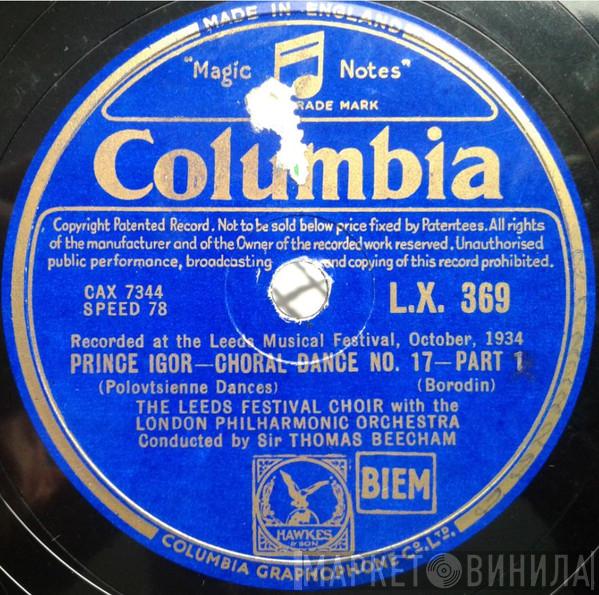 MADE IN ENGLAND
"Magic Notes"
TRADE MARK
Columbia
Copyright Patented Record. Not to be sold below price fixed by Patentees. All rights
of the manufacturer and of the Owner of the recorded work reserved. Unauthorised
public performance, broadcasting and copying of this record prohibited.
CAX 7344
SPEED 78
L.X. 369
Recorded at the Leeds Musical Festival, October, 1934
PRINCE IGOR—CHORAL DANCE NO. 17—PART 1
(Polovtsienne Dances) (Borodin)
THE LEEDS FESTIVAL CHOIR with the
LONDON PHILHARMONIC ORCHESTRA
Conducted by Sir THOMAS BEECHAM
HAWKES
& SON
BIEM
COLUMBIA GRAPHOPHONE CO. LTD.
МАРКЕТ ВИНИЛА